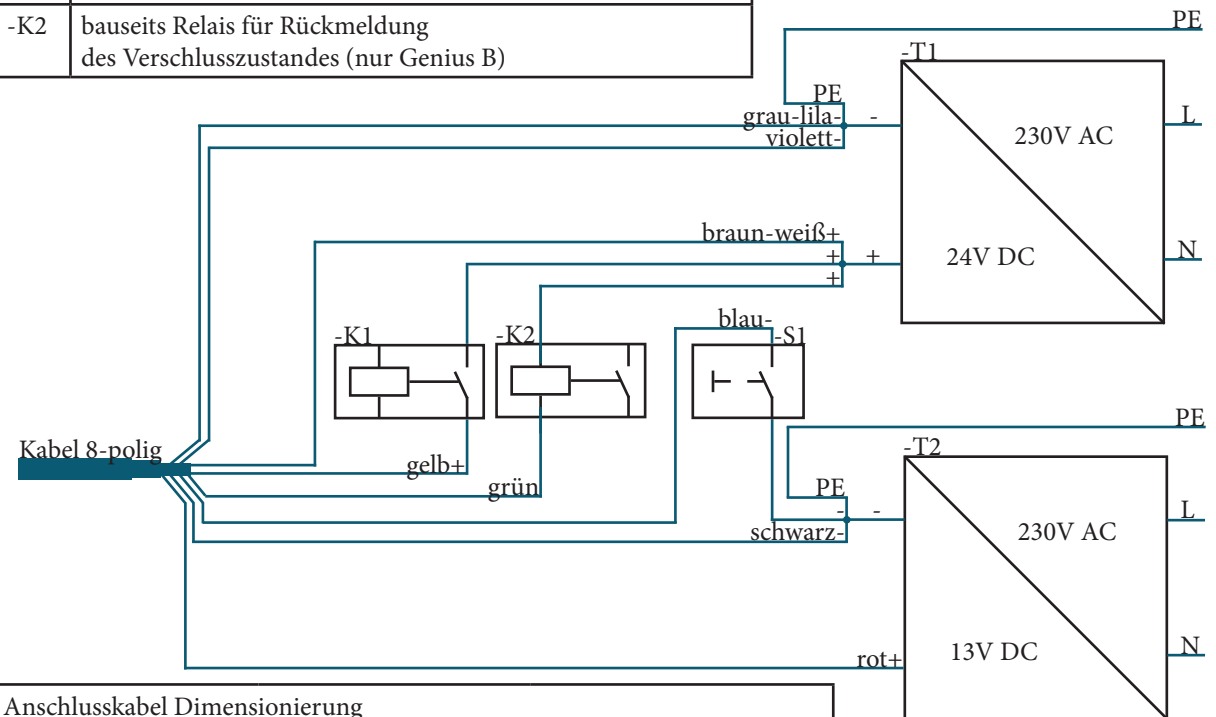 -K2 bauseits Relais für Rückmeldung
des Verschlusszustandes (nur Genius B)
PE
-T1
PE
grau-lila-
-
L
violett-
230V AC
braun-weiß+
+
+
+
24V DC
N
blau-
-K1
-K2
-S1
PE
Kabel 8-polig
gelb+
-T2
grün
PE
-
-
L
schwarz-
230V AC
rot+
13V DC
N
Anschlusskabel Dimensionierung